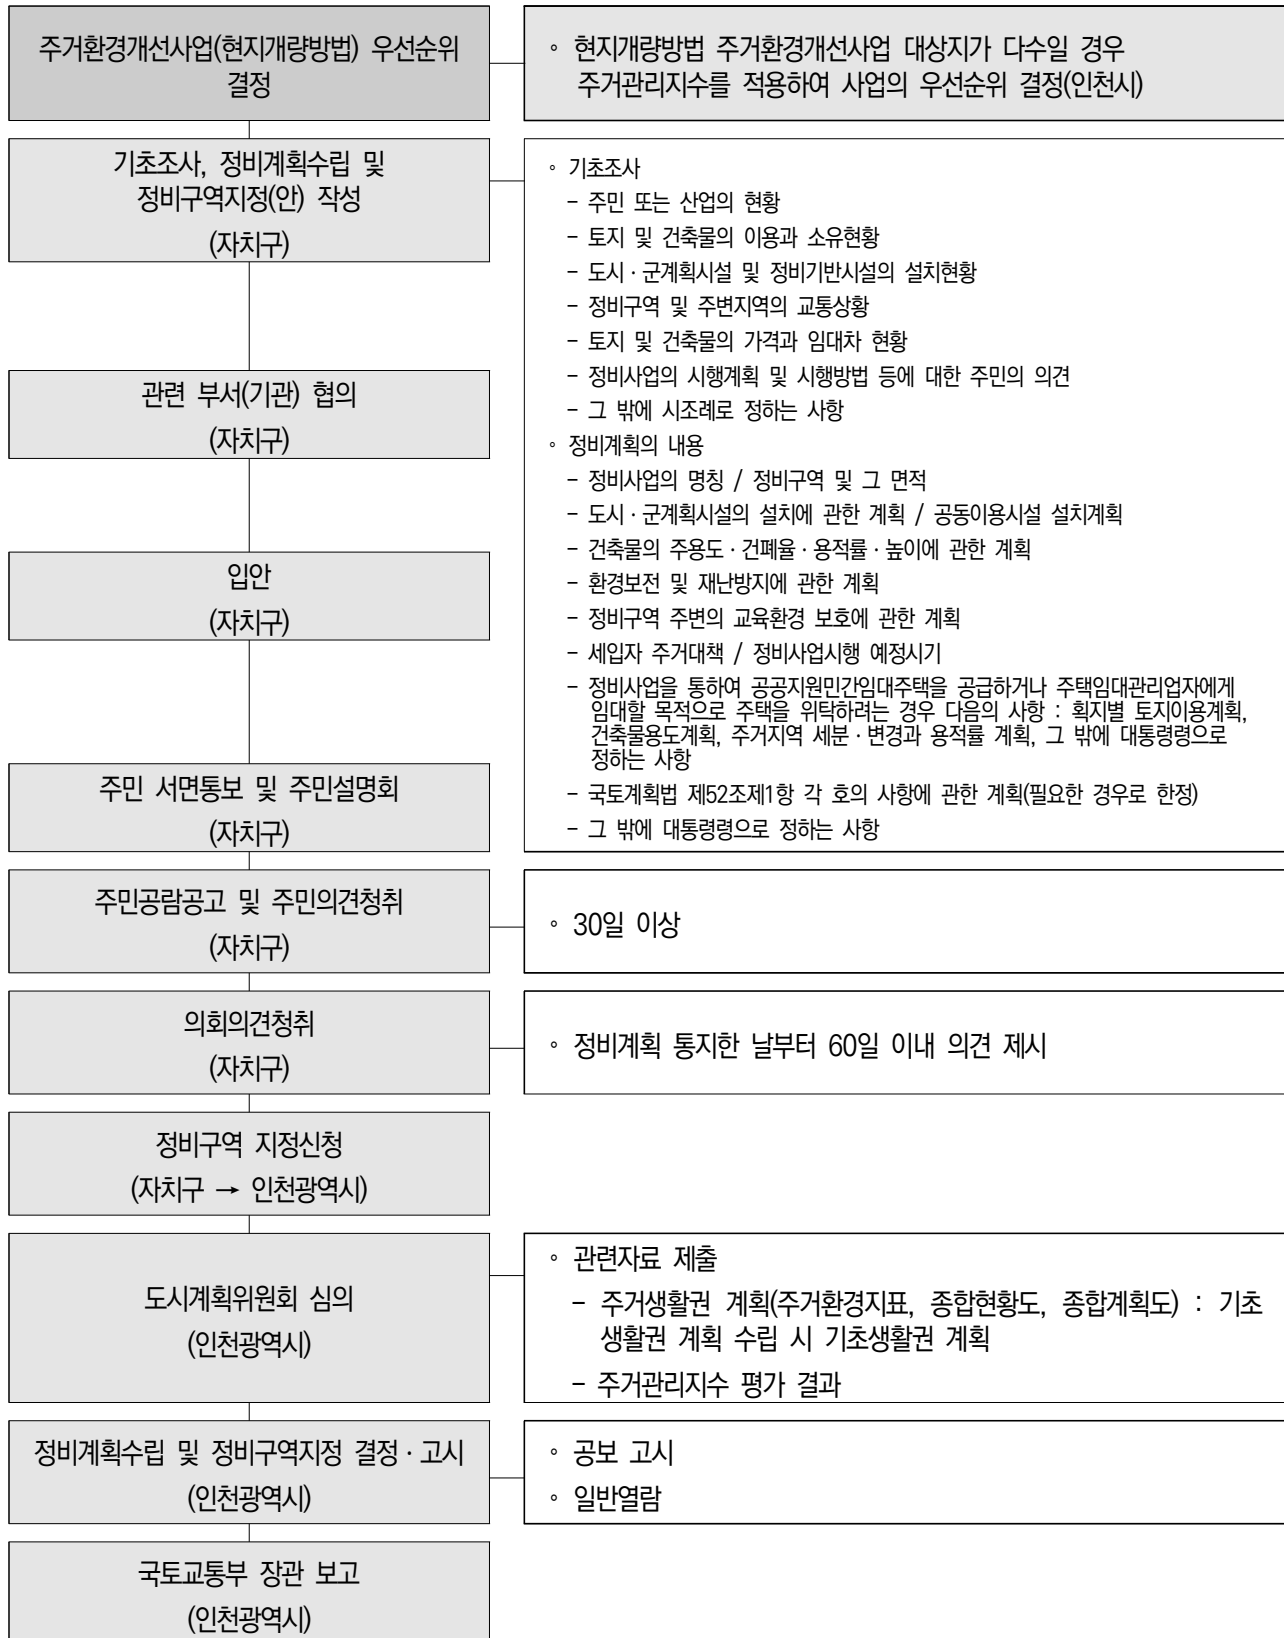 주거환경개선사업(현지개량방법) 우선순위
결정
◦ 현지개량방법 주거환경개선사업 대상지가 다수일 경우
주거관리지수를 적용하여 사업의 우선순위 결정(인천시)
기초조사, 정비계획수립 및
정비구역지정(안) 작성
(자치구)
◦ 기초조사
- 주민 또는 산업의 현황
- 토지 및 건축물의 이용과 소유현황
- 도시·군계획시설 및 정비기반시설의 설치현황
- 정비구역 및 주변지역의 교통상황
- 토지 및 건축물의 가격과 임대차 현황
- 정비사업의 시행계획 및 시행방법 등에 대한 주민의 의견
- 그 밖에 시조례로 정하는 사항
◦ 정비계획의 내용
- 정비사업의 명칭 / 정비구역 및 그 면적
- 도시·군계획시설의 설치에 관한 계획 / 공동이용시설 설치계획
- 건축물의 주용도·건폐율·용적률·높이에 관한 계획
- 환경보전 및 재난방지에 관한 계획
- 정비구역 주변의 교육환경 보호에 관한 계획
- 세입자 주거대책 / 정비사업시행 예정시기
- 정비사업을 통하여 공공지원민간임대주택을 공급하거나 주택임대관리업자에게
임대할 목적으로 주택을 위탁하려는 경우 다음의 사항 : 획지별 토지이용계획,
건축물용도계획, 주거지역 세분·변경과 용적률 계획, 그 밖에 대통령령으로
정하는 사항
- 국토계획법 제52조제1항 각 호의 사항에 관한 계획(필요한 경우로 한정)
- 그 밖에 대통령령으로 정하는 사항
관련 부서(기관) 협의
(자치구)
입안
(자치구)
주민 서면통보 및 주민설명회
(자치구)
주민공람공고 및 주민의견청취
(자치구)
◦ 30일 이상
의회의견청취
(자치구)
◦ 정비계획 통지한 날부터 60일 이내 의견 제시
정비구역 지정신청
(자치구 → 인천광역시)
도시계획위원회 심의
(인천광역시)
◦ 관련자료 제출
- 주거생활권 계획(주거환경지표, 종합현황도, 종합계획도) : 기초
생활권 계획 수립 시 기초생활권 계획
- 주거관리지수 평가 결과
정비계획수립 및 정비구역지정 결정·고시
(인천광역시)
◦ 공보 고시
◦ 일반열람
국토교통부 장관 보고
(인천광역시)